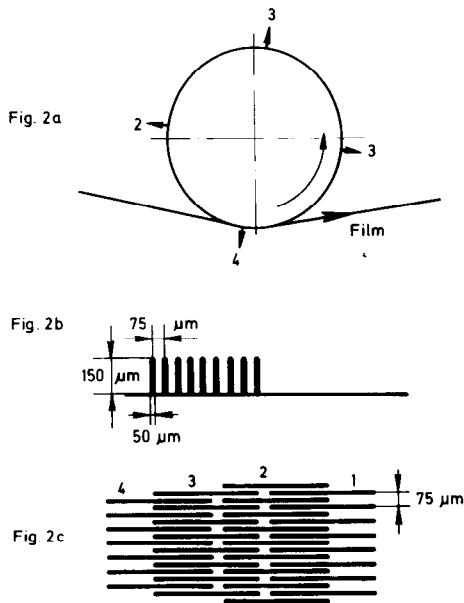 3
Fig. 2a
2
3
Film
4
Fig. 2b
75 µm
150 µm
50 µm
2
4 3 1
75 µm
Fig. 2c